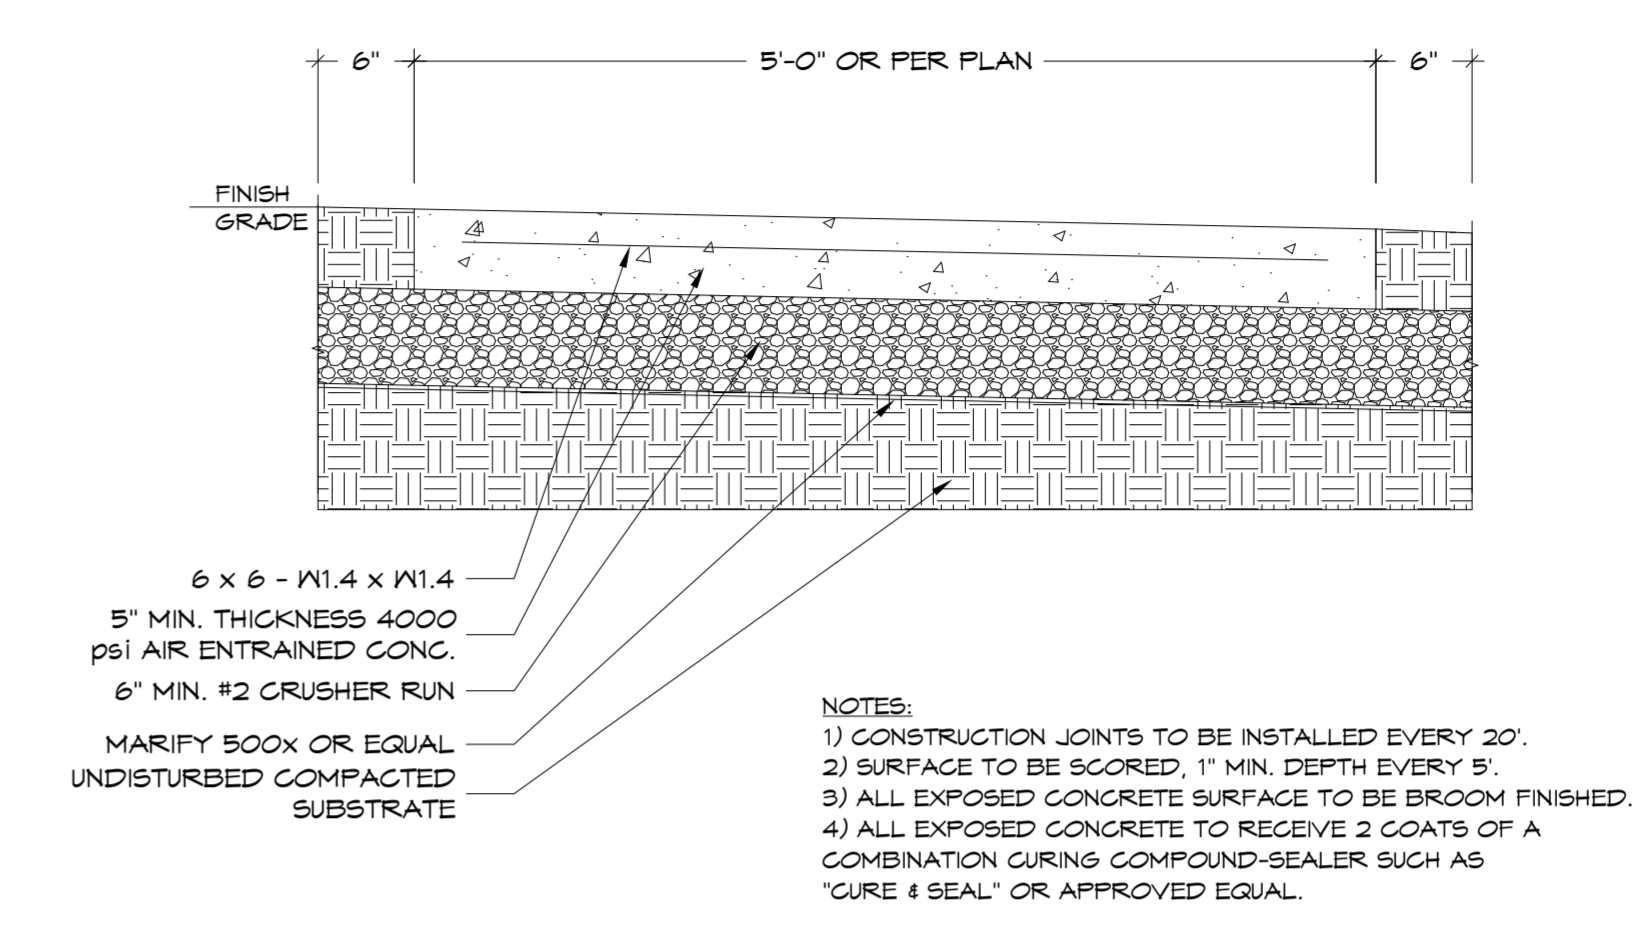 6" 5'-0" OR PER PLAN 6"
FINISH
GRADE
6 x 6 - W1.4 x W1.4
5" MIN. THICKNESS 4000
psi AIR ENTRAINED CONC.
6" MIN. #2 CRUSHER RUN
MARIFY 500x OR EQUAL
UNDISTURBED COMPACTED
SUBSTRATE
NOTES:
1) CONSTRUCTION JOINTS TO BE INSTALLED EVERY 20'.
2) SURFACE TO BE SCORED, 1" MIN. DEPTH EVERY 5'.
3) ALL EXPOSED CONCRETE SURFACE TO BE BROOM FINISHED.
4) ALL EXPOSED CONCRETE TO RECEIVE 2 COATS OF A
COMBINATION CURING COMPOUND-SEALER SUCH AS
"CURE & SEAL" OR APPROVED EQUAL.